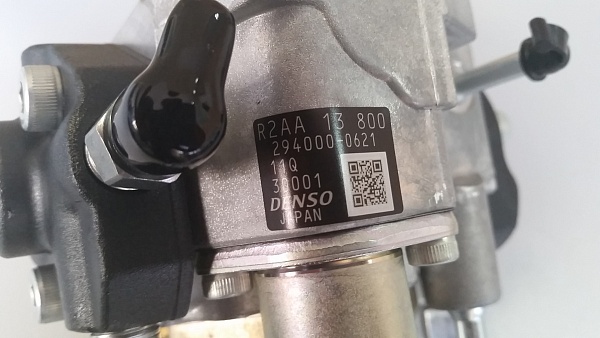 R2AA 13 800
294000-0621
11Q
30001
DENSO
JAPAN